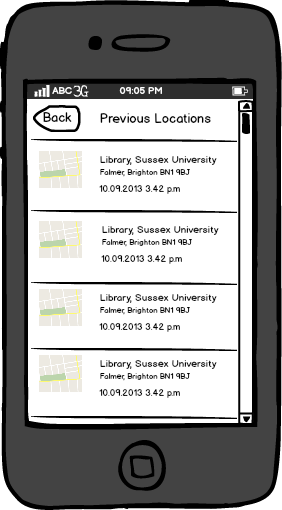 ABC 3G 09:05 PM
Back Previous Locations
Library, Sussex University
Falmer, Brighton BN1 9BJ
10.09.2013 3.42 pm
Library, Sussex University
Falmer, Brighton BN1 9BJ
10.09.2013 3.42 pm
Library, Sussex University
Falmer, Brighton BN1 9BJ
10.09.2013 3.42 pm
Library, Sussex University
Falmer, Brighton BN1 9BJ
10.09.2013 3.42 pm